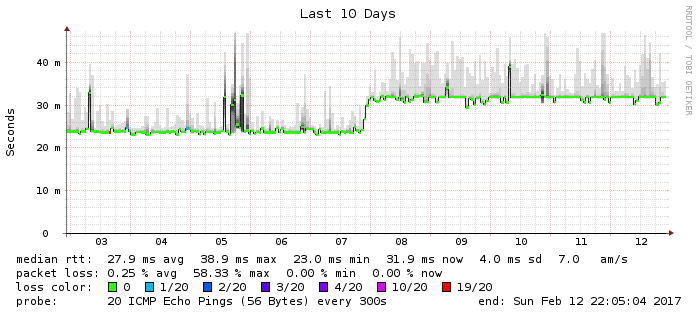 Last 10 Days
RRDTOOL / TOBI OETIKER
Seconds
40 m
30 m
20 m
10 m
0
03 04 05 06 07 08 09 10 11 12
median rtt: 27.9 ms avg 38.9 ms max 23.0 ms min 31.9 ms now 4.0 ms sd 7.0 am/s
packet loss: 0.25 % avg 58.33 % max 0.00 % min 0.00 % now
loss color: 0 1/20 2/20 3/20 4/20 10/20 19/20
probe: 20 ICMP Echo Pings (56 Bytes) every 300s end: Sun Feb 12 22:05:04 2017